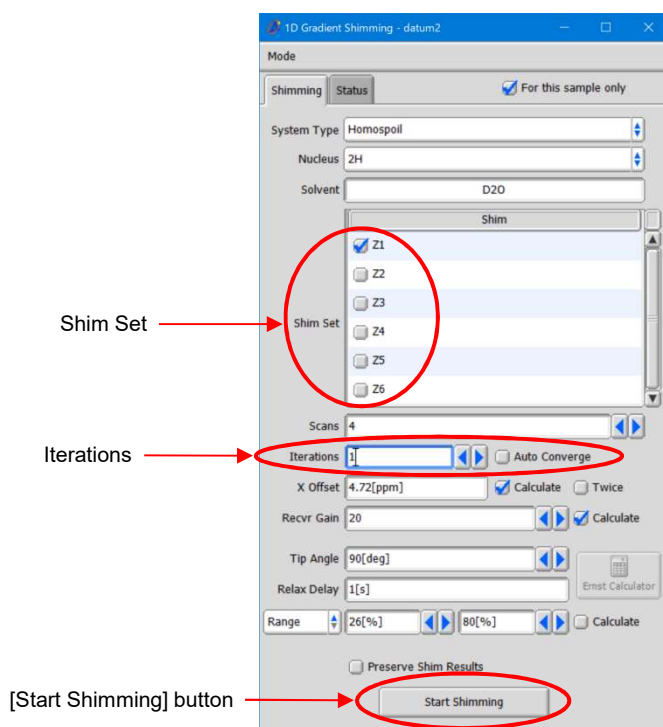 1D Gradient Shimming - datum2
Mode
Shimming Status For this sample only
System Type Homospoil
Nucleus 2H
Solvent D2O
Shim
Z1
Z2
Z3
Shim Set Shim Set Z4
Z5
Z6
Scans 4
Iterations Iterations 1 Auto Converge
X Offset 4.72[ppm] Calculate Twice
Recvr Gain 20 Calculate
Tip Angle 90[deg]
Ernst Calculator
Relax Delay 1[s]
Range 26[%] 80[%] Calculate
Preserve Shim Results
[Start Shimming] button Start Shimming